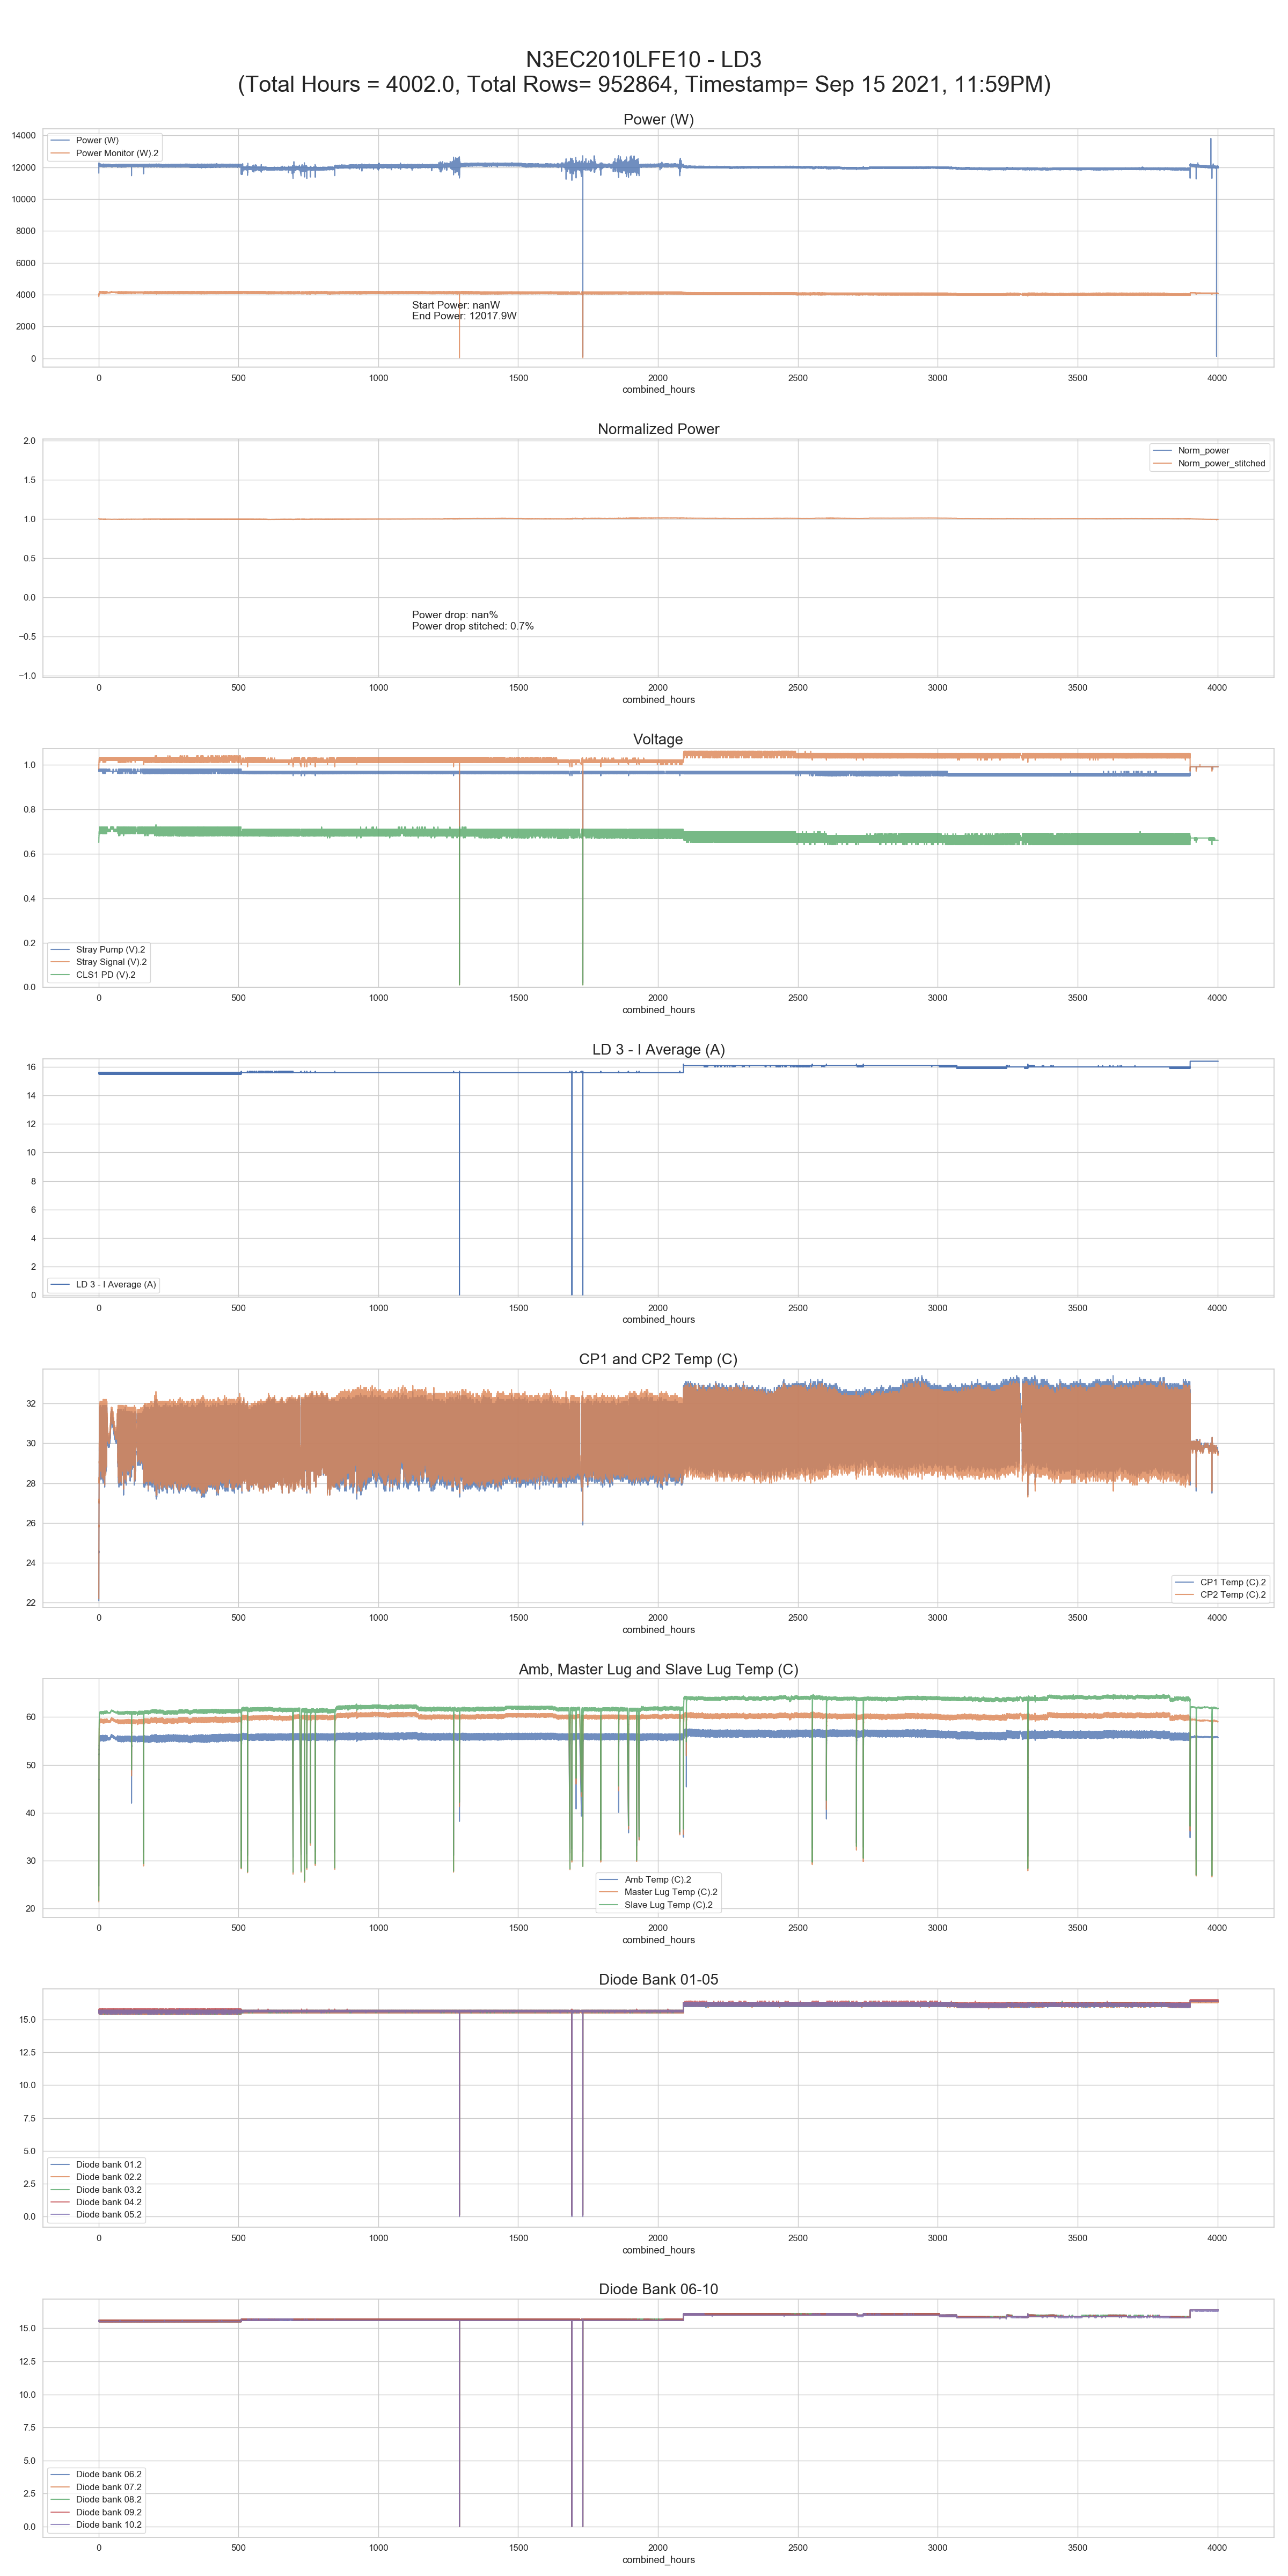 N3EC2010LFE10 - LD3
(Total Hours = 4002.0, Total Rows= 952864, Timestamp= Sep 15 2021, 11:59PM)
Power (W)
14000
12000
10000
8000
6000
4000
2000
0
Power (W)
Power Monitor (W).2
Start Power: nanW
End Power: 12017.9W
0 500 1000 1500 2000 2500 3000 3500 4000
combined_hours
Normalized Power
2.0
1.5
1.0
0.5
0.0
−0.5
−1.0
Norm_power
Norm_power_stitched
Power drop: nan%
Power drop stitched: 0.7%
0 500 1000 1500 2000 2500 3000 3500 4000
combined_hours
Voltage
1.0
0.8
0.6
0.4
0.2
0.0
Stray Pump (V).2
Stray Signal (V).2
CLS1 PD (V).2
0 500 1000 1500 2000 2500 3000 3500 4000
combined_hours
LD 3 - I Average (A)
16
14
12
10
8
6
4
2
0
LD 3 - I Average (A)
0 500 1000 1500 2000 2500 3000 3500 4000
combined_hours
CP1 and CP2 Temp (C)
32
30
28
26
24
22
CP1 Temp (C).2
CP2 Temp (C).2
0 500 1000 1500 2000 2500 3000 3500 4000
combined_hours
Amb, Master Lug and Slave Lug Temp (C)
60
50
40
30
20
Amb Temp (C).2
Master Lug Temp (C).2
Slave Lug Temp (C).2
0 500 1000 1500 2000 2500 3000 3500 4000
combined_hours
Diode Bank 01-05
15.0
12.5
10.0
7.5
5.0
2.5
0.0
Diode bank 01.2
Diode bank 02.2
Diode bank 03.2
Diode bank 04.2
Diode bank 05.2
0 500 1000 1500 2000 2500 3000 3500 4000
combined_hours
Diode Bank 06-10
15.0
12.5
10.0
7.5
5.0
2.5
0.0
Diode bank 06.2
Diode bank 07.2
Diode bank 08.2
Diode bank 09.2
Diode bank 10.2
0 500 1000 1500 2000 2500 3000 3500 4000
combined_hours